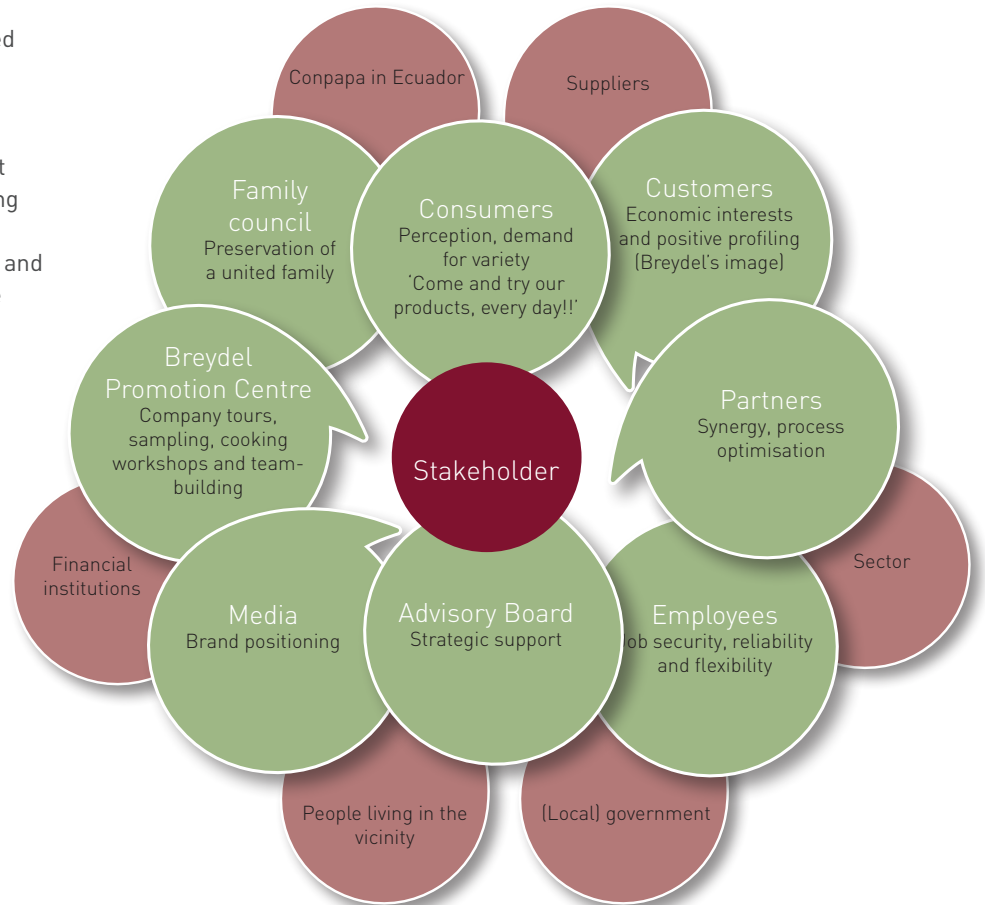 ed
t
ng
and
Conpapa in Ecuador
Suppliers
Family
council
Preservation of
a united family
Consumers
Perception, demand
for variety
‘Come and try our
products, every day!!’
Customers
Economic interests
and positive profiling
(Breydel’s image)
Breydel
Promotion Centre
Company tours,
sampling, cooking
workshops and team-
building
Stakeholder
Partners
Synergy, process
optimisation
Financial
institutions
Media
Brand positioning
Advisory Board
Strategic support
Employees
Job security, reliability
and flexibility
Sector
People living in the
vicinity
(Local) government